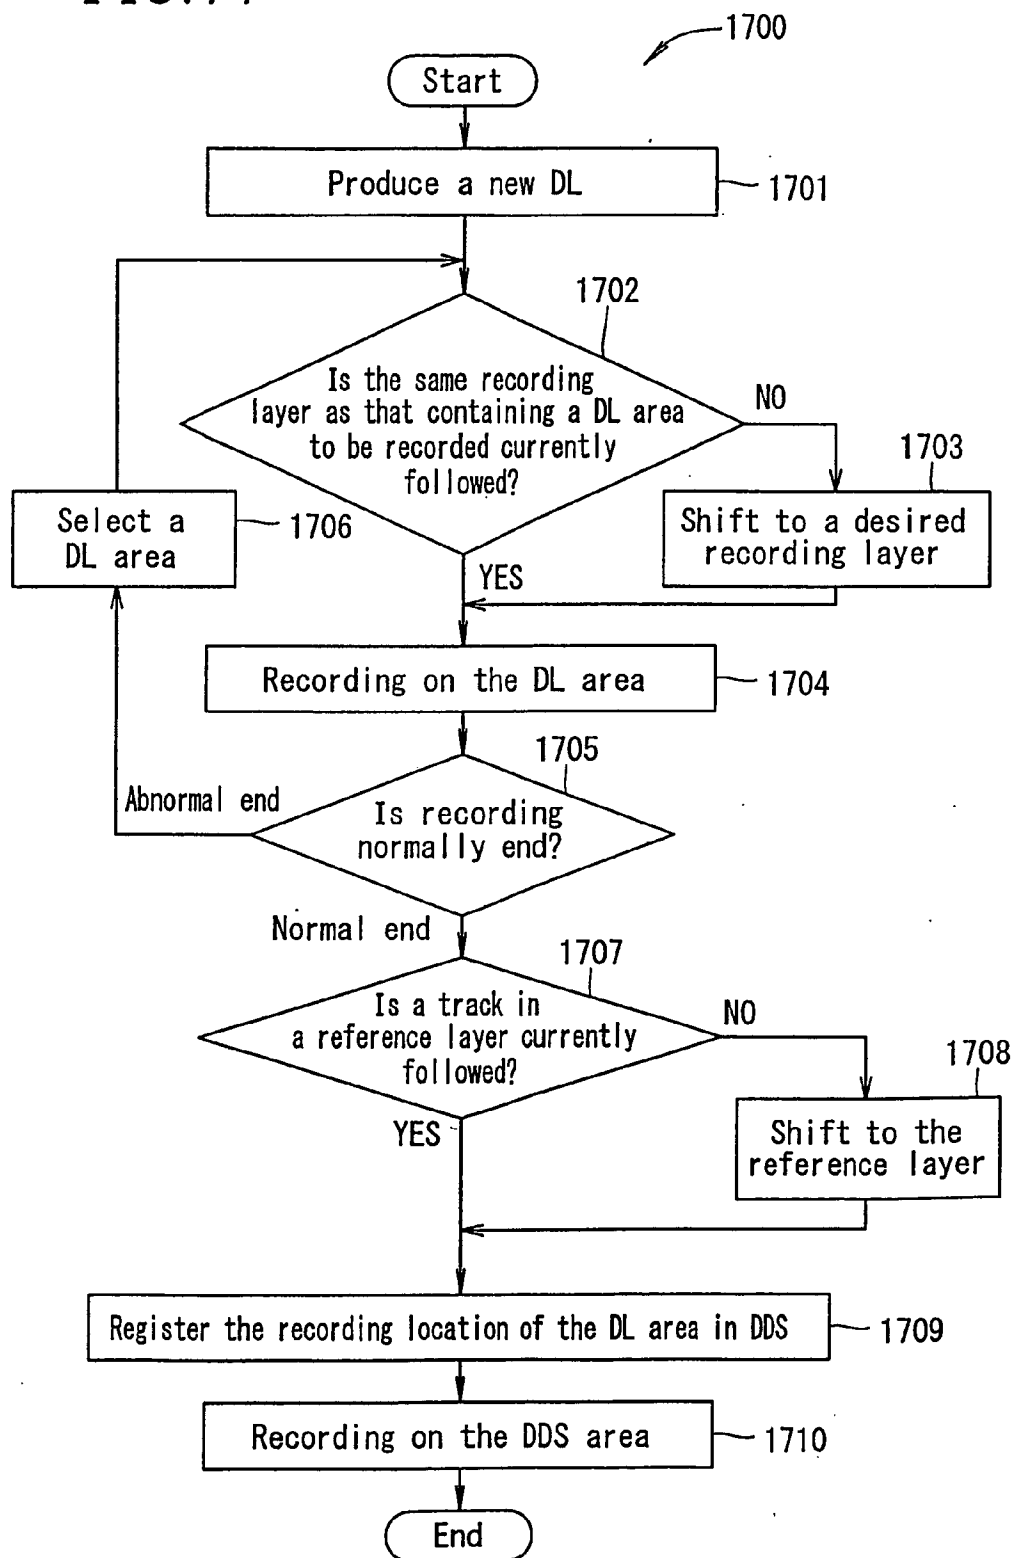 1700
Start
Produce a new DL
1701
1702
Is the same recording
layer as that containing a DL area
to be recorded currently
followed?
NO
1703
Shift to a desired
recording layer
Select a
DL area
1706
YES
Recording on the DL area
1704
1705
Abnormal end
Is recording
normally end?
Normal end
1707
Is a track in
a reference layer currently
followed?
NO
1708
Shift to the
reference layer
YES
Register the recording location of the DL area in DDS
1709
Recording on the DDS area
1710
End